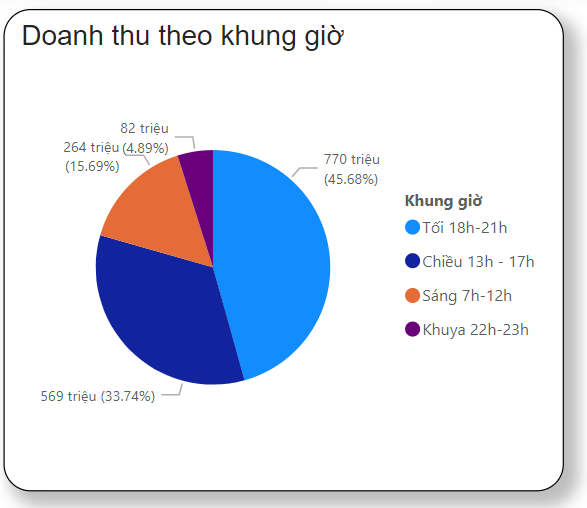 Doanh thu theo khung giờ
82 triệu
(4.89%)
264 triệu
(15.69%)
770 triệu
(45.68%)
569 triệu (33.74%)
Khung giờ
Tối 18h-21h
Chiều 13h - 17h
Sáng 7h-12h
Khuya 22h-23h